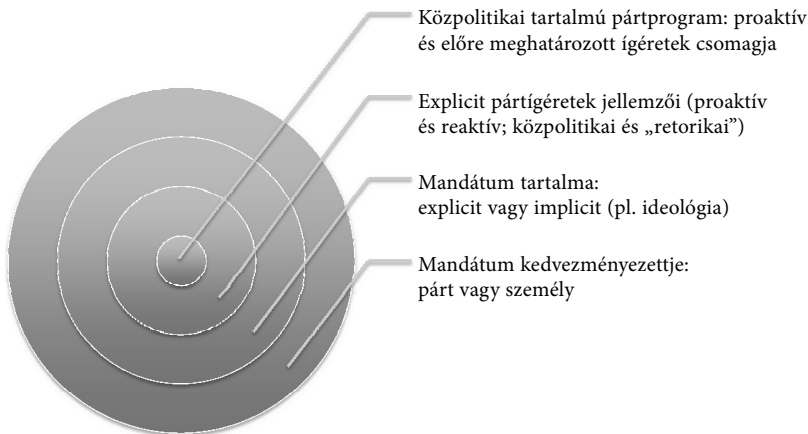 Közpolitikai tartalmú pártprogram: proaktív
és előre meghatározott ígéretek csomagja
Explicit pártígéretek jellemzői (proaktív
és reaktív; közpolitikai és „retorikai”)
Mandátum tartalma:
explicit vagy implicit (pl. ideológia)
Mandátum kedvezményezettje:
párt vagy személy